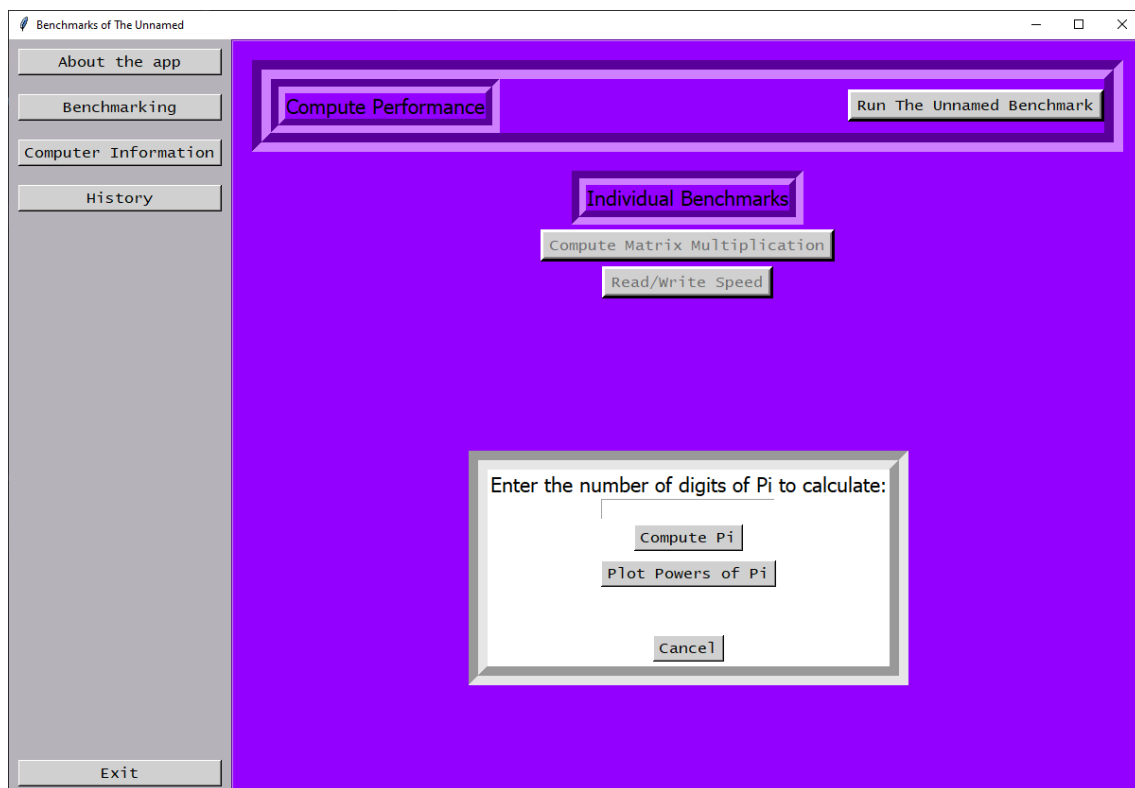 Benchmarks of The Unnamed
About the app
Benchmarking
Computer Information
History
Exit
Compute Performance
Run The Unnamed Benchmark
Individual Benchmarks
Compute Matrix Multiplication
Read/Write Speed
Enter the number of digits of Pi to calculate:
Compute Pi
Plot Powers of Pi
Cancel